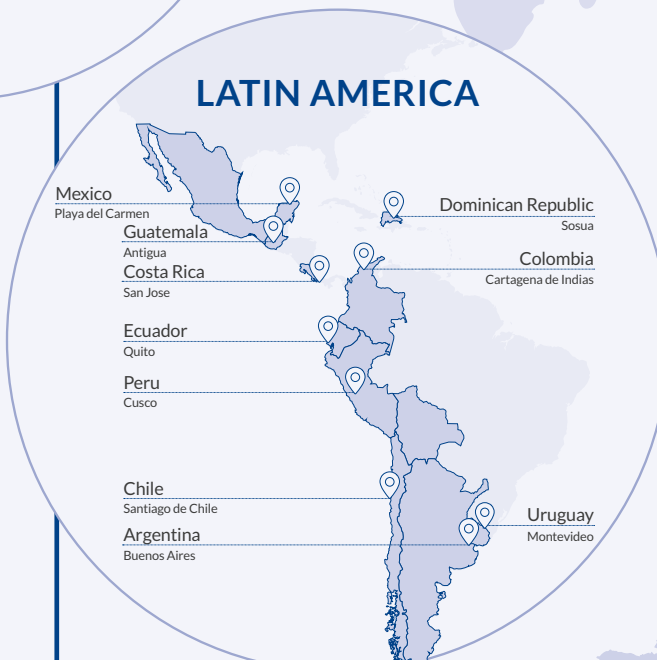 LATIN AMERICA
Mexico
Playa del Carmen
Guatemala
Antigua
Costa Rica
San Jose
Ecuador
Quito
Peru
Cusco
Chile
Santiago de Chile
Argentina
Buenos Aires
Dominican Republic
Sosua
Colombia
Cartagena de Indias
Uruguay
Montevideo